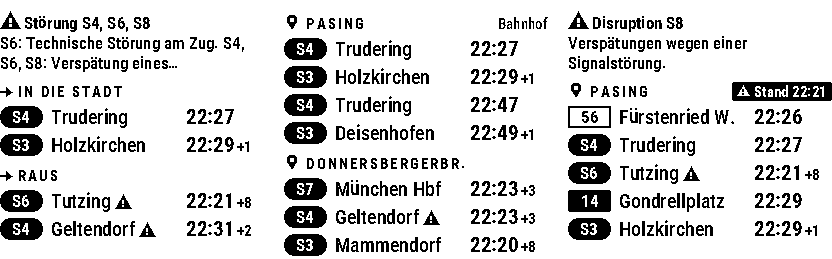 Störung S4, S6, S8
S6: Technische Störung am Zug. S4,
S6, S8: Verspätung eines…
→ IN DIE STADT
S4 Trudering 22:27
S3 Holzkirchen 22:29 +1
→ RAUS
S6 Tutzing 22:21 +8
S4 Geltendorf 22:31 +2
PASING Bahnhof
S4 Trudering 22:27
S3 Holzkirchen 22:29 +1
S4 Trudering 22:47
S3 Deisenhofen 22:49 +1
DONNERSBERGERBR.
S7 München Hbf 22:23 +3
S4 Geltendorf 22:23 +3
S3 Mammendorf 22:20 +8
Disruption S8
Verspätungen wegen einer
Signalstörung.
PASING Stand 22:21
56 Fürstenried W. 22:26
S4 Trudering 22:27
S6 Tutzing 22:21 +8
14 Gondrellplatz 22:29
S3 Holzkirchen 22:29 +1